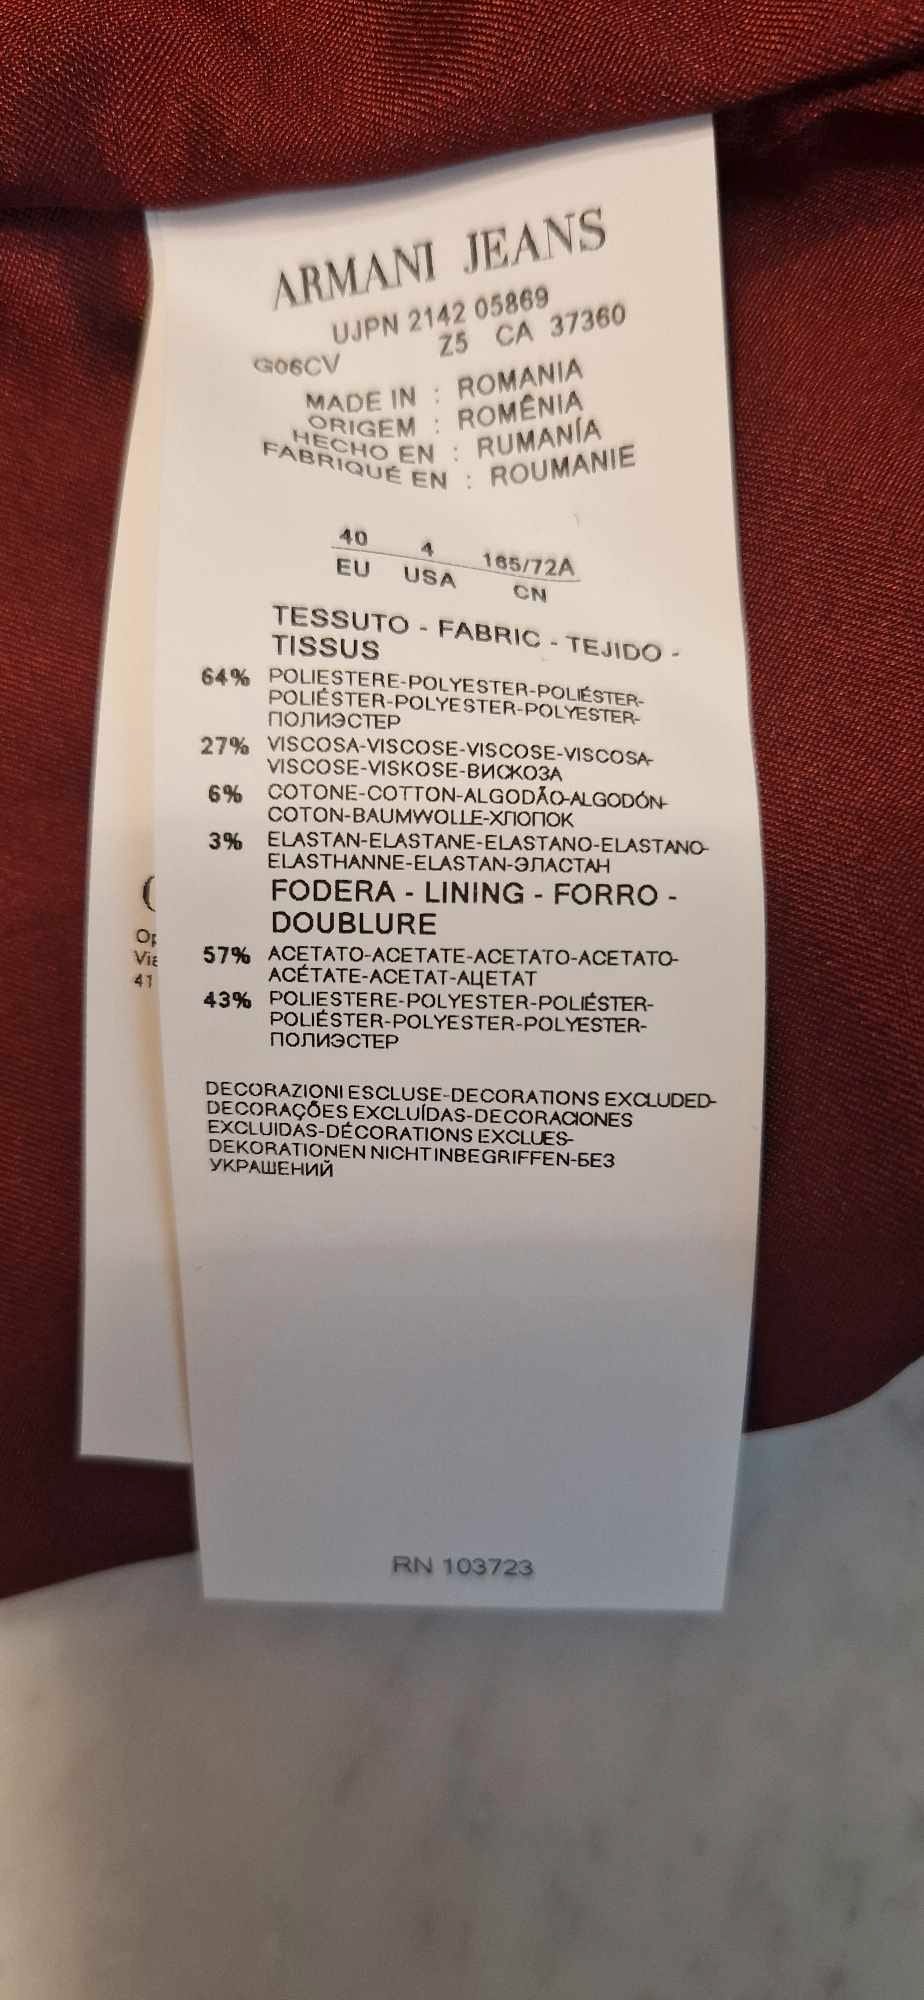 ARMANI JEANS
UJPN 2142 05869
G06CV Z5 CA 37360
MADE IN : ROMANIA
ORIGEM : ROMÊNIA
HECHO EN : RUMANÍA
FABRIQUÉ EN : ROUMANIE
40 4 165/72A
EU USA CN
TESSUTO - FABRIC - TEJIDO -
TISSUS
64% POLIESTERE-POLYESTER-POLIÉSTER-
POLIÉSTER-POLYESTER-POLYESTER-
ПОЛИЭСТЕР
27% VISCOSA-VISCOSE-VISCOSE-VISCOSA-
VISCOSE-VISKOSE-ВИСКОЗА
6% COTONE-COTTON-ALGODÃO-ALGODÓN-
COTON-BAUMWOLLE-ХЛОПОК
3% ELASTAN-ELASTANE-ELASTANO-ELASTANO-
ELASTHANNE-ELASTAN-ЭЛАСТАН
FODERA - LINING - FORRO -
DOUBLURE
57% ACETATO-ACETATE-ACETATO-ACETATO-
ACÉTATE-ACETAT-АЦЕТАТ
43% POLIESTERE-POLYESTER-POLIÉSTER-
POLIÉSTER-POLYESTER-POLYESTER-
ПОЛИЭСТЕР
DECORAZIONI ESCLUSE-DECORATIONS EXCLUDED-
DECORAÇÕES EXCLUÍDAS-DECORACIONES
EXCLUIDAS-DÉCORATIONS EXCLUES-
DEKORATIONEN NICHT INBEGRIFFEN-БЕЗ
УКРАШЕНИЙ
RN 103723
Via
41